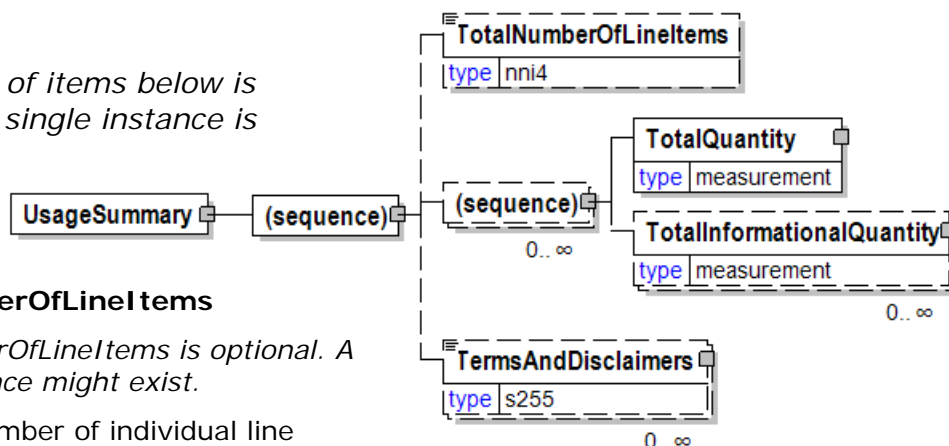 TotalNumberOfLineItems
type nni4
of items below is
single instance is
TotalQuantity
type measurement
UsageSummary
(sequence)
(sequence)
0.. ∞
TotalInformationalQuantity
type measurement
0.. ∞
erOfLineItems
rOfLineItems is optional. A
nce might exist.
TermsAndDisclaimers
type s255
mber of individual line
0.. ∞